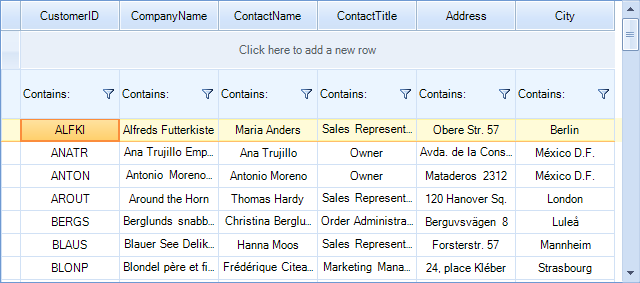 CustomerID CompanyName ContactName ContactTitle Address City
Click here to add a new row
Contains: Contains: Contains: Contains: Contains: Contains:
ALFKI Alfreds Futterkiste Maria Anders Sales Represent... Obere Str. 57 Berlin
ANATR Ana Trujillo Emp... Ana Trujillo Owner Avda. de la Cons... México D.F.
ANTON Antonio Moreno... Antonio Moreno Owner Mataderos 2312 México D.F.
AROUT Around the Horn Thomas Hardy Sales Represent... 120 Hanover Sq. London
BERGS Berglunds snabb... Christina Berglu... Order Administra... Berguvsvägen 8 Luleå
BLAUS Blauer See Delik... Hanna Moos Sales Represent... Forsterstr. 57 Mannheim
BLONP Blondel père et fi... Frédérique Citea... Marketing Mana... 24, place Kléber Strasbourg